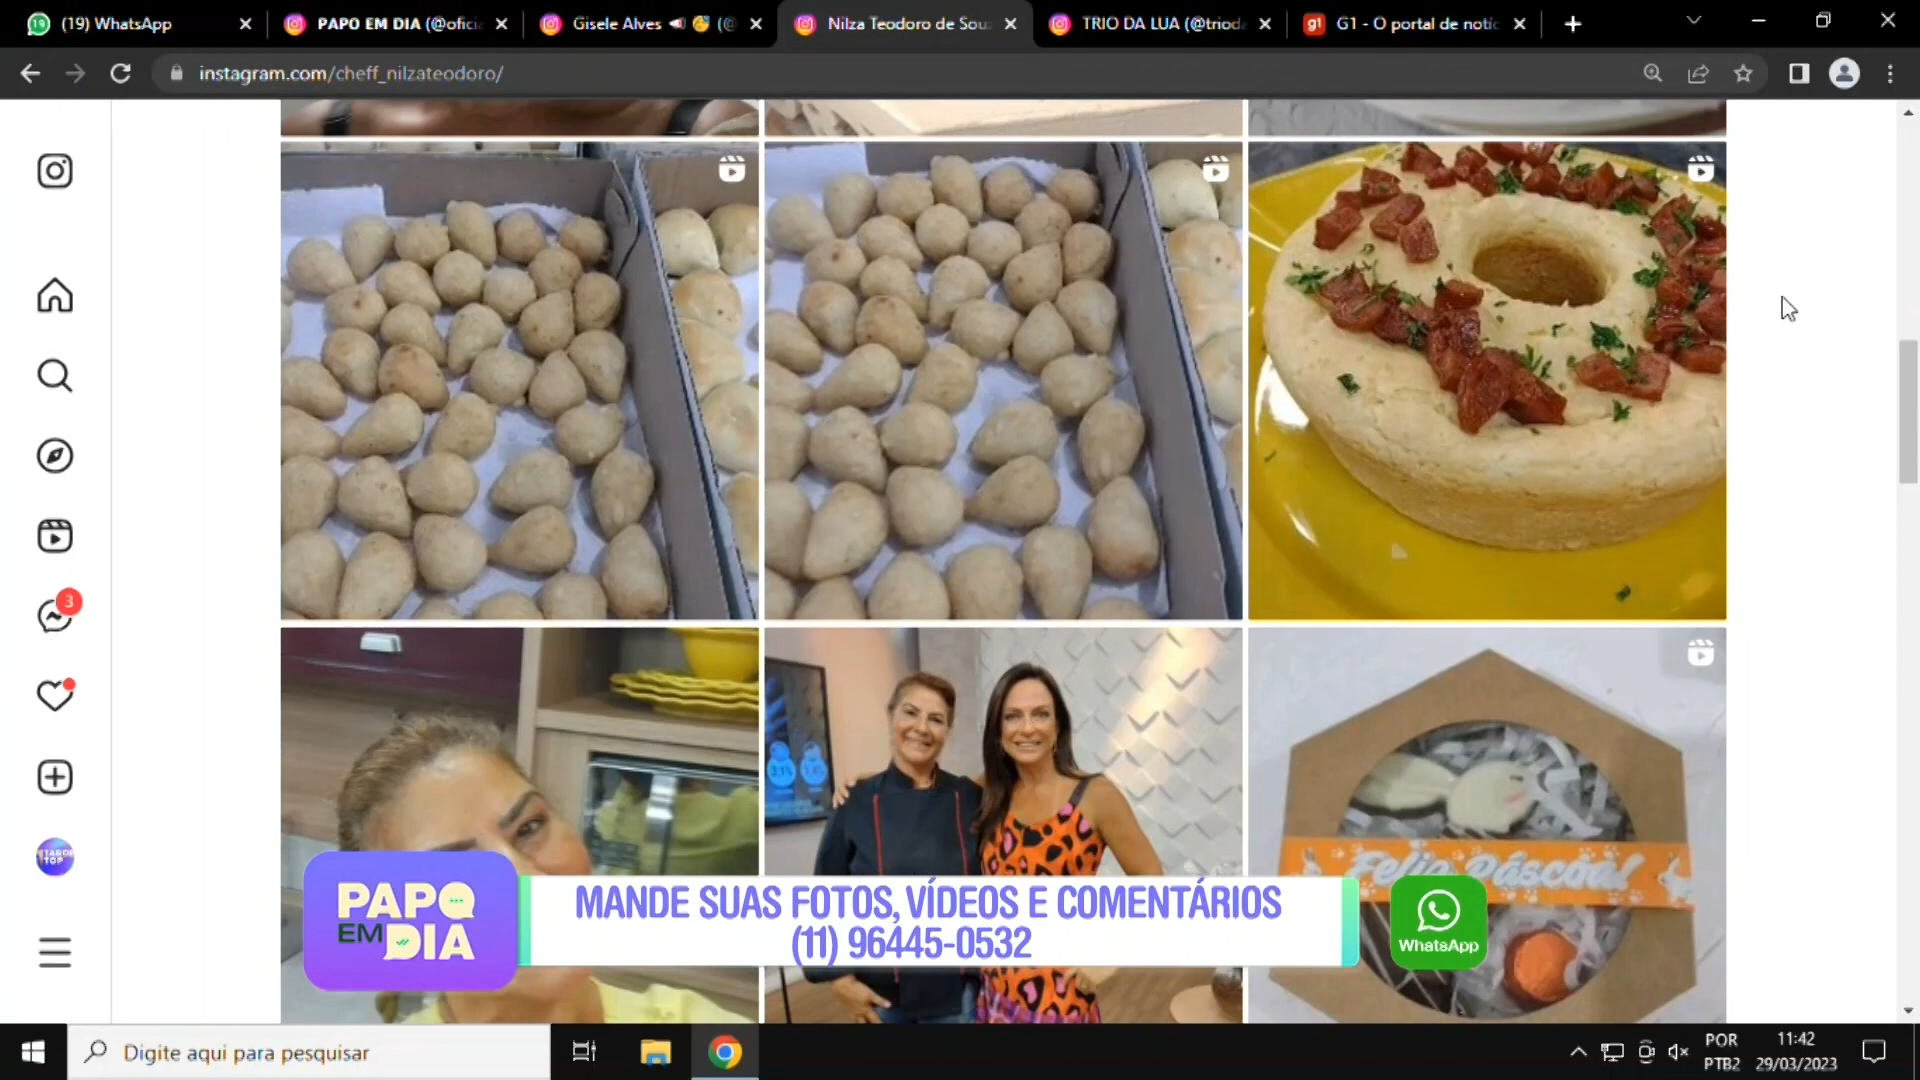 (19) WhatsApp
PAPO EM DIA (@ofici
Gisele Alves
Nilza Teodoro de Sou
TRIO DA LUA (@trioda
G1 - O portal de notíc
instagram.com/cheff_nilzateodoro/
3
Feliz Páscoa!
PAPO EM DIA
MANDE SUAS FOTOS, VÍDEOS E COMENTÁRIOS
(11) 96445-0532
WhatsApp
Digite aqui para pesquisar
POR
PTB2
11:42
29/03/2023